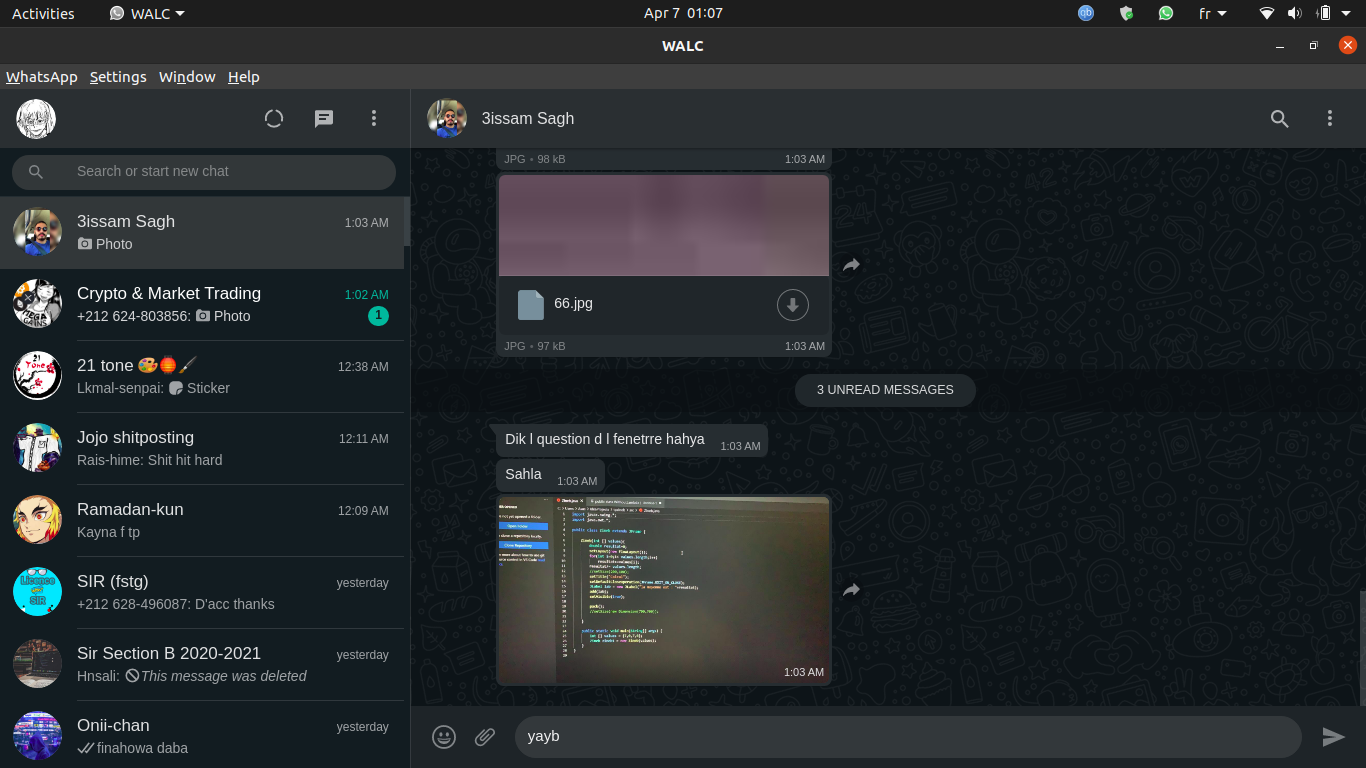 Activities
WALC
Apr 7 01:07
fr
WALC
WhatsApp Settings Window Help
Search or start new chat
3issam Sagh
1:03 AM
Photo
Crypto & Market Trading
1:02 AM
+212 624-803856: Photo
1
21 tone
12:38 AM
Lkmal-senpai: Sticker
Jojo shitposting
12:11 AM
Rais-hime: Shit hit hard
Ramadan-kun
12:09 AM
Kayna f tp
SIR (fstg)
yesterday
+212 628-496087: D'acc thanks
Sir Section B 2020-2021
yesterday
Hnsali: This message was deleted
Onii-chan
yesterday
finahowa daba
3issam Sagh
JPG • 98 kB
1:03 AM
66.jpg
JPG • 97 kB
1:03 AM
3 UNREAD MESSAGES
Dik l question d l fenetrre hahya
1:03 AM
Sahla
1:03 AM
import java.swing.*;
import java.awt.*;
1:03 AM
yayb